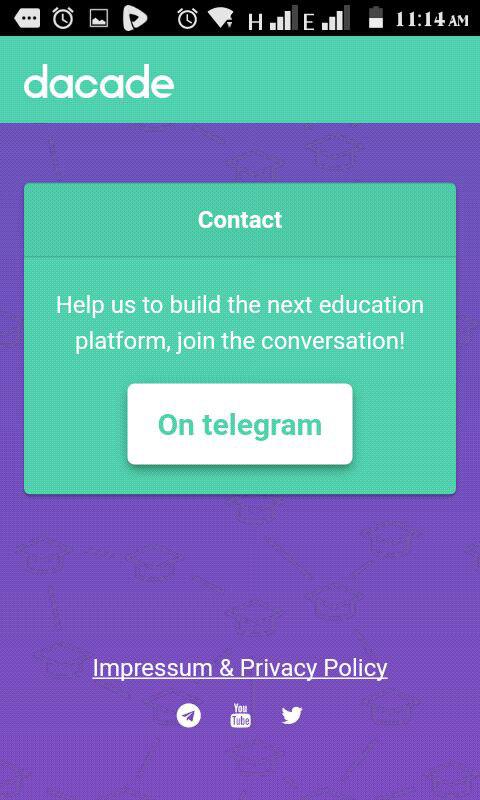 H E 11:14 AM
dacade
Contact
Help us to build the next education
platform, join the conversation!
On telegram
Impressum & Privacy Policy
You
Tube